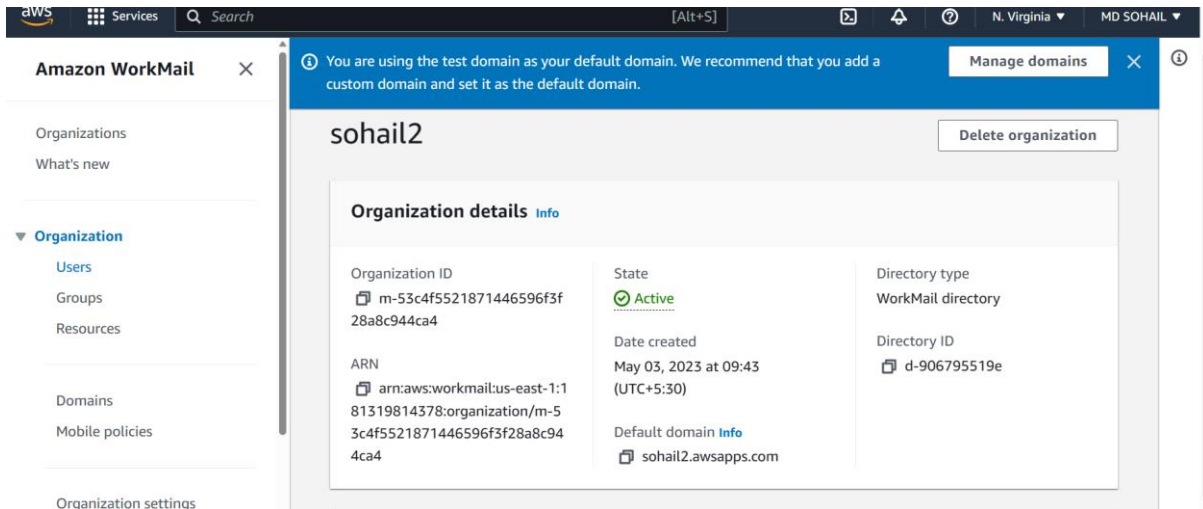 aws Services Search [Alt+S] N. Virginia ▼ MD SOHAIL ▼
Amazon WorkMail
Organizations
What's new
Organization
Users
Groups
Resources
Domains
Mobile policies
Organization settings
You are using the test domain as your default domain. We recommend that you add a
custom domain and set it as the default domain.
Manage domains
sohail2
Delete organization
Organization details Info
Organization ID
m-53c4f5521871446596f3f
28a8c944ca4
ARN
arn:aws:workmail:us-east-1:1
81319814378:organization/m-5
3c4f5521871446596f3f28a8c94
4ca4
State
Active
Date created
May 03, 2023 at 09:43
(UTC+5:30)
Default domain Info
sohail2.awsapps.com
Directory type
WorkMail directory
Directory ID
d-906795519e